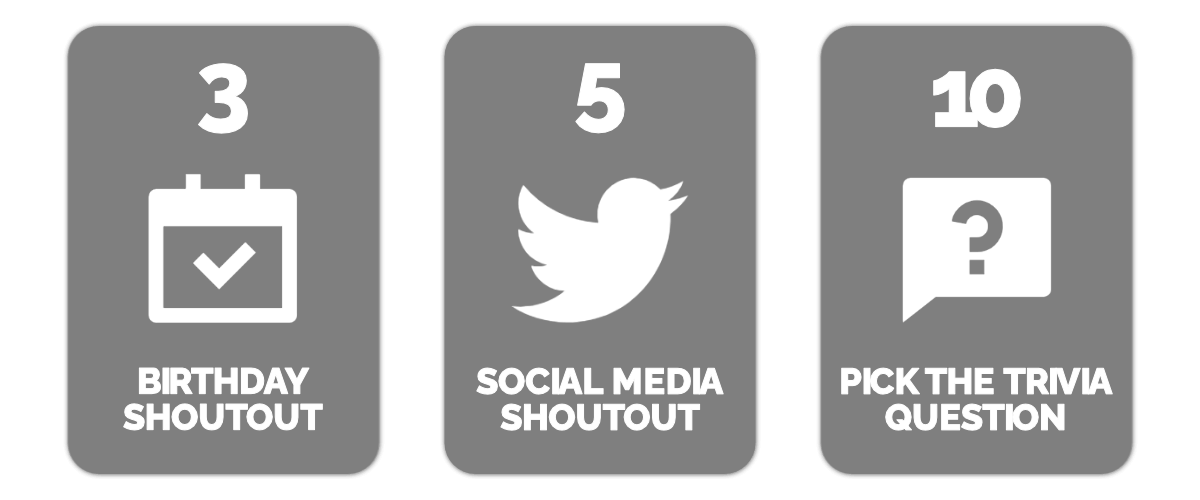 3
BIRTHDAY
SHOUTOUT
5
SOCIAL MEDIA
SHOUTOUT
10
?
PICK THE TRIVIA
QUESTION